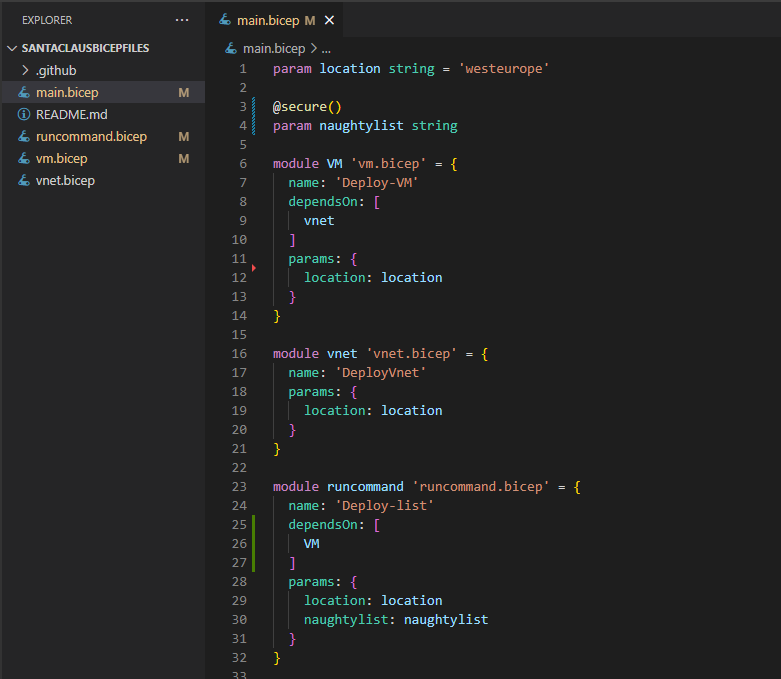 EXPLORER
SANTACLAUSBICEPFILES
.github
main.bicep M
README.md
runcommand.bicep M
vm.bicep M
vnet.bicep
main.bicep M
main.bicep > ...
1 param location string = 'westeurope'
2
3 @secure()
4 param naughtylist string
5
6 module VM 'vm.bicep' = {
7 name: 'Deploy-VM'
8 dependsOn: [
9 vnet
10 ]
11 params: {
12 location: location
13 }
14 }
15
16 module vnet 'vnet.bicep' = {
17 name: 'DeployVnet'
18 params: {
19 location: location
20 }
21 }
22
23 module runcommand 'runcommand.bicep' = {
24 name: 'Deploy-list'
25 dependsOn: [
26 VM
27 ]
28 params: {
29 location: location
30 naughtylist: naughtylist
31 }
32 }
33